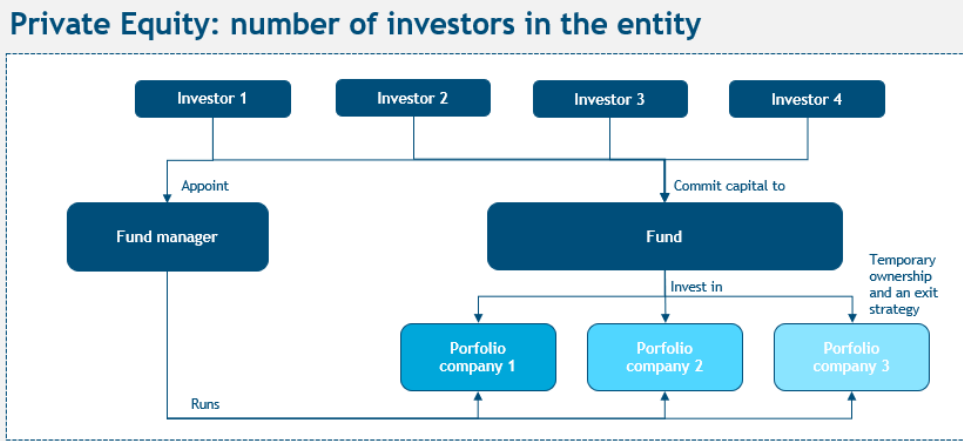 Private Equity: number of investors in the entity
Investor 1
Investor 2
Investor 3
Investor 4
Appoint
Commit capital to
Fund manager
Fund
Temporary
ownership
and an exit
strategy
Invest in
Porfolio
company 1
Porfolio
company 2
Porfolio
company 3
Runs